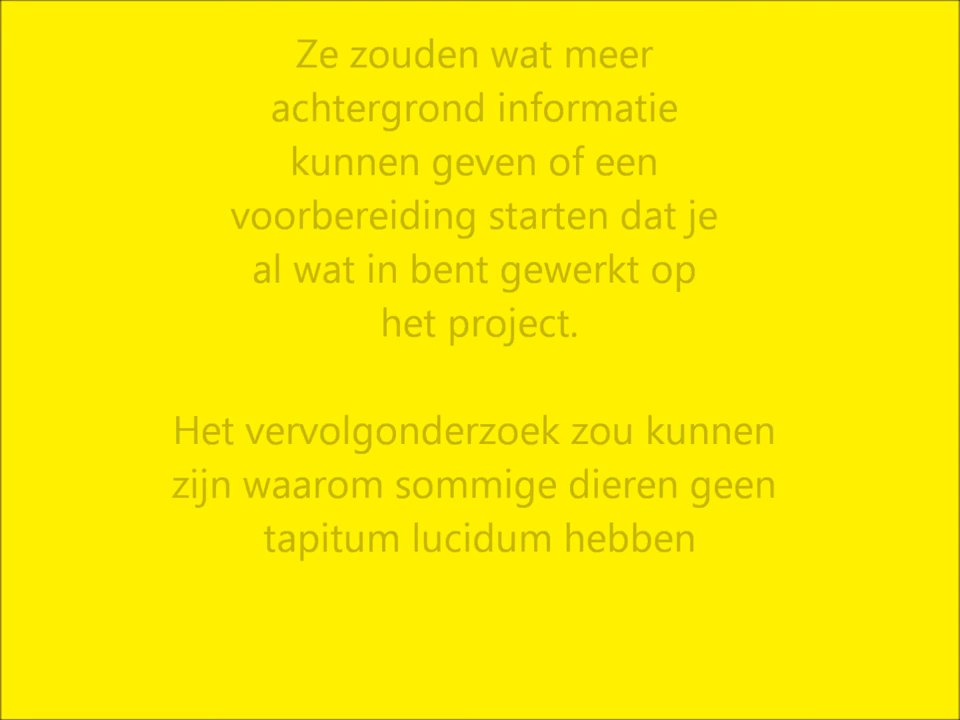 Ze zouden wat meer
achtergrond informatie
kunnen geven of een
voorbereiding starten dat je
al wat in bent gewerkt op
het project.
Het vervolgonderzoek zou kunnen
zijn waarom sommige dieren geen
tapitum lucidum hebben